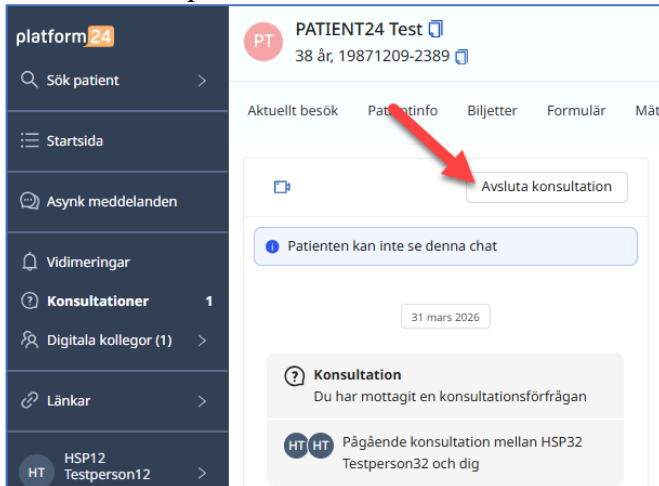 platform24
Sök patient
Startsida
Asynk meddelanden
Vidimeringar
Konsultationer 1
Digitala kollegor (1)
Länkar
HT
HSP12
Testperson12
PT
PATIENT24 Test
38 år, 19871209-2389
Aktuellt besök Patientinfo Biljetter Formulär Mät
Avsluta konsultation
Patienten kan inte se denna chat
31 mars 2026
Konsultation
Du har mottagit en konsultationsförfrågan
HT HT
Pågående konsultation mellan HSP32
Testperson32 och dig